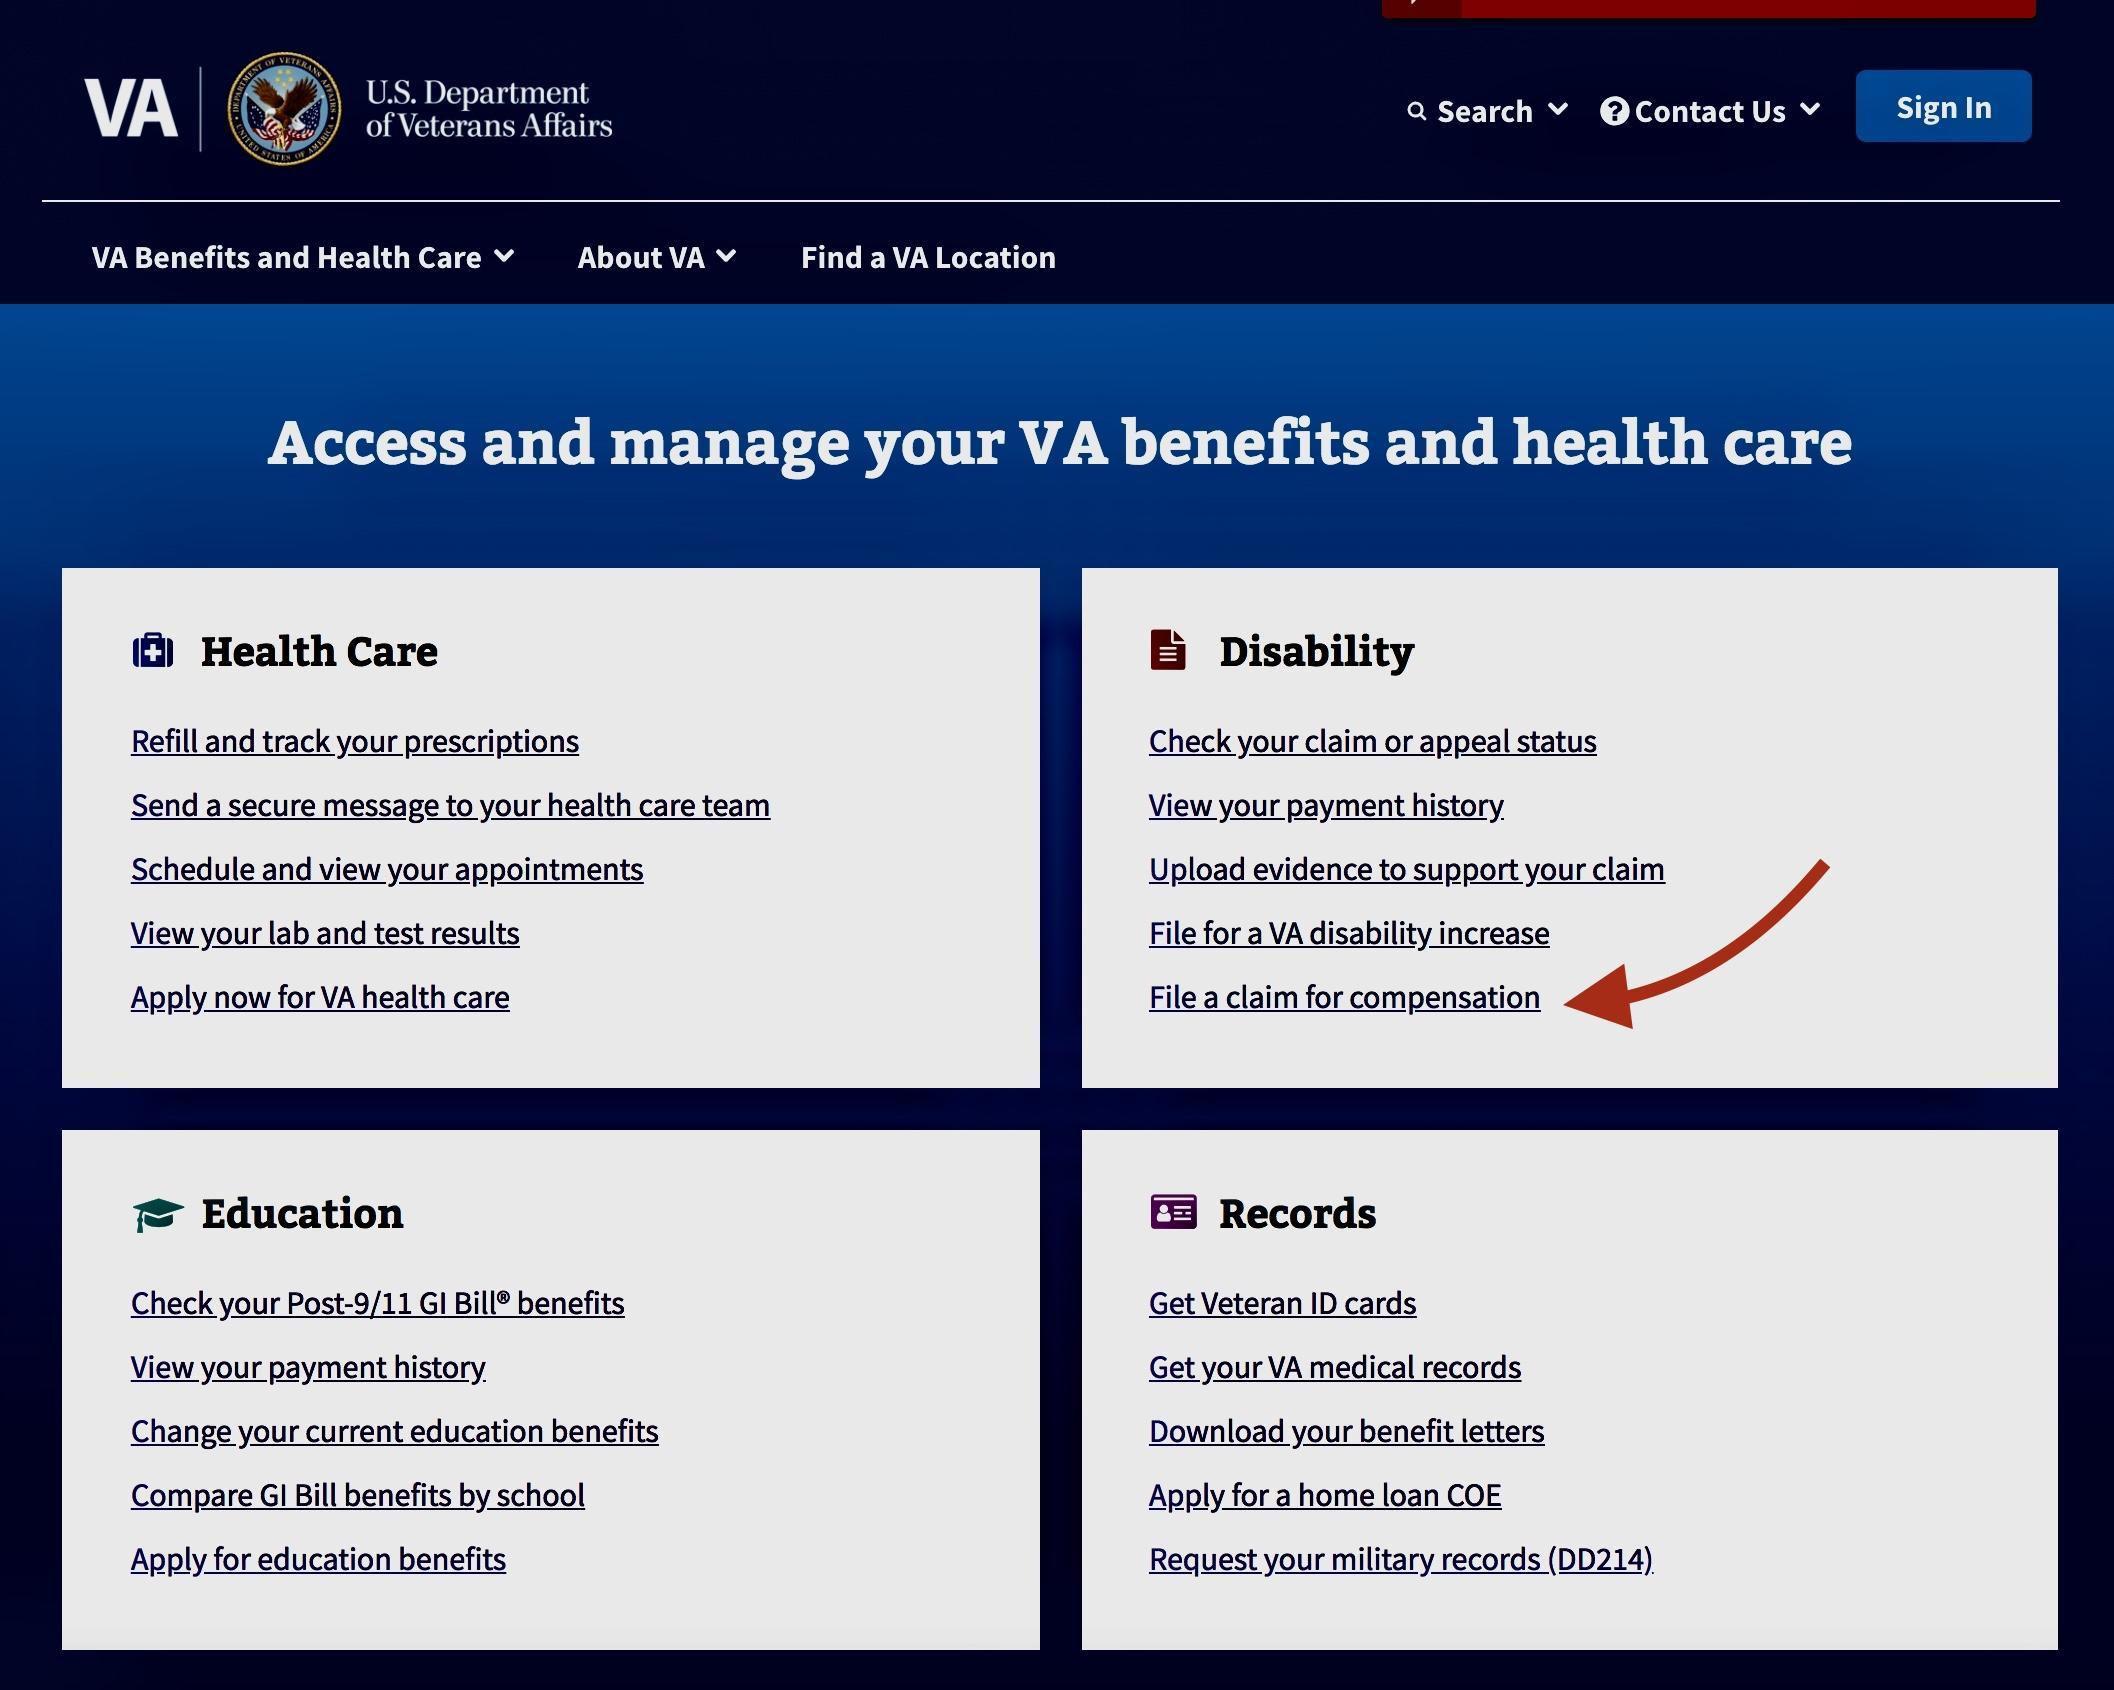 VA
U.S. Department
of Veterans Affairs
Search
Contact Us
Sign In
VA Benefits and Health Care
About VA
Find a VA Location
Access and manage your VA benefits and health care
Health Care
Refill and track your prescriptions
Send a secure message to your health care team
Schedule and view your appointments
View your lab and test results
Apply now for VA health care
Disability
Check your claim or appeal status
View your payment history
Upload evidence to support your claim
File for a VA disability increase
File a claim for compensation
Education
Check your Post-9/11 GI Bill® benefits
View your payment history
Change your current education benefits
Compare GI Bill benefits by school
Apply for education benefits
Records
Get Veteran ID cards
Get your VA medical records
Download your benefit letters
Apply for a home loan COE
Request your military records (DD214)